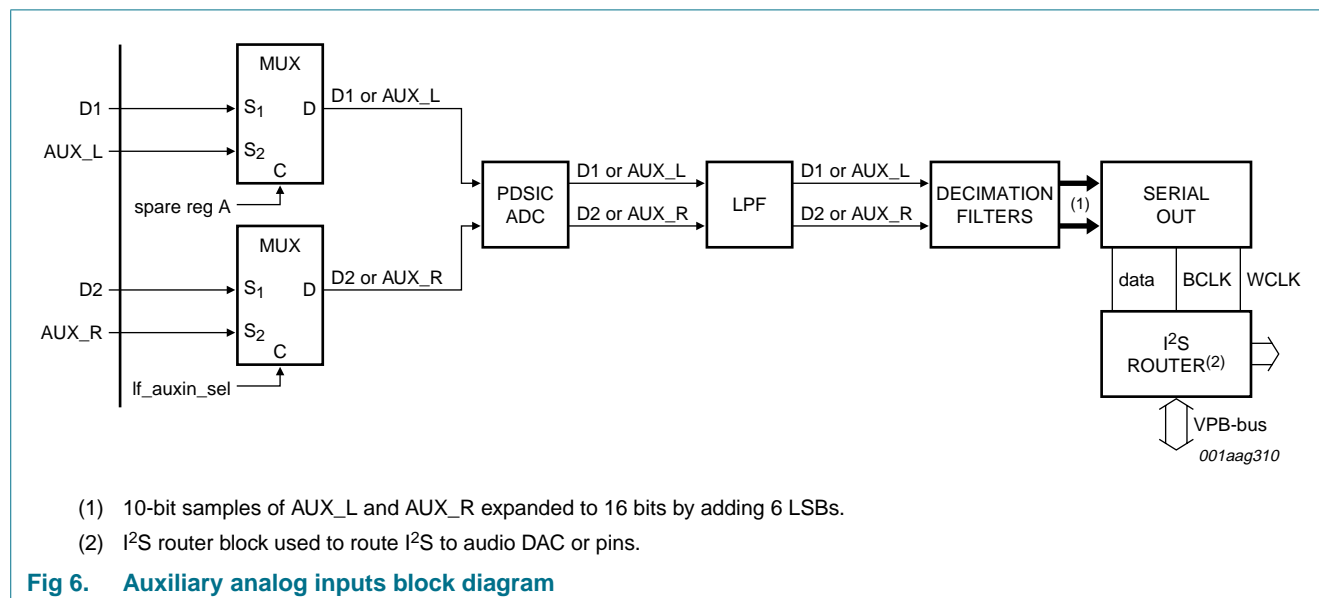 MUX
D1
S1
D
D1 or AUX_L
AUX_L
S2
C
spare reg A
MUX
D2
S1
D
D2 or AUX_R
AUX_R
S2
C
lf_auxin_sel
PDSIC
ADC
D1 or AUX_L
D2 or AUX_R
LPF
D1 or AUX_L
D2 or AUX_R
DECIMATION
FILTERS
(1)
SERIAL
OUT
data
BCLK
WCLK
I2S
ROUTER(2)
VPB-bus
001aag310
(1) 10-bit samples of AUX_L and AUX_R expanded to 16 bits by adding 6 LSBs.
(2) I2S router block used to route I2S to audio DAC or pins.
Fig 6. Auxiliary analog inputs block diagram